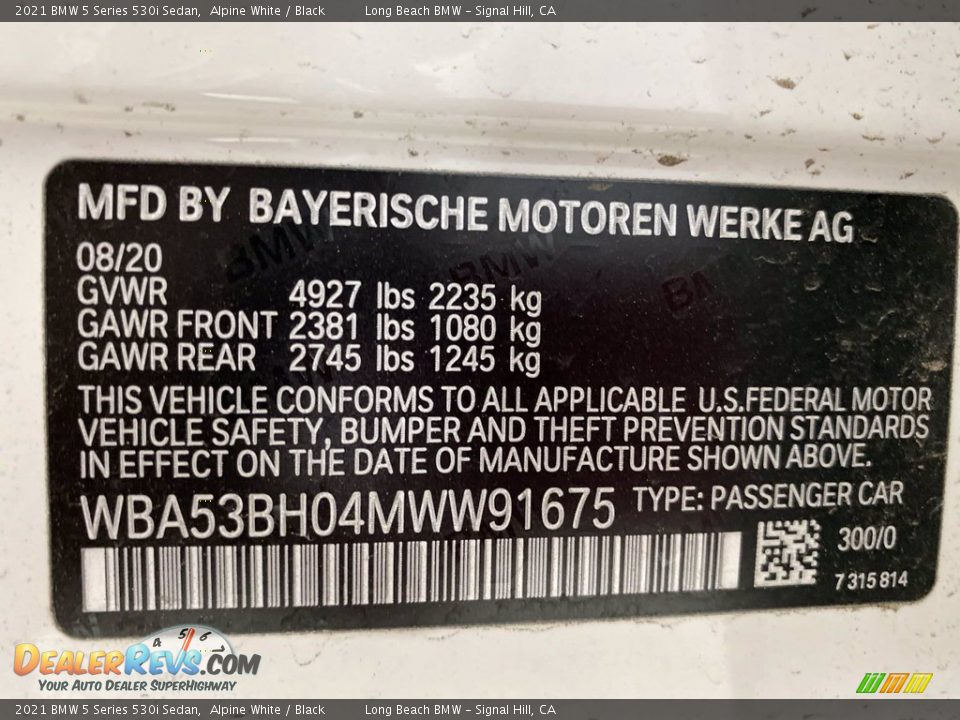 2021 BMW 5 Series 530i Sedan, Alpine White / Black Long Beach BMW – Signal Hill, CA
MFD BY BAYERISCHE MOTOREN WERKE AG
08/20
GVWR 4927 lbs 2235 kg
GAWR FRONT 2381 lbs 1080 kg
GAWR REAR 2745 lbs 1245 kg
THIS VEHICLE CONFORMS TO ALL APPLICABLE U.S.FEDERAL MOTOR
VEHICLE SAFETY, BUMPER AND THEFT PREVENTION STANDARDS
IN EFFECT ON THE DATE OF MANUFACTURE SHOWN ABOVE.
WBA53BH04MWW91675 TYPE: PASSENGER CAR
300/0
7315814
4 5 6
DEALERREVS.COM
YOUR AUTO DEALER SUPERHIGHWAY
2021 BMW 5 Series 530i Sedan, Alpine White / Black Long Beach BMW – Signal Hill, CA